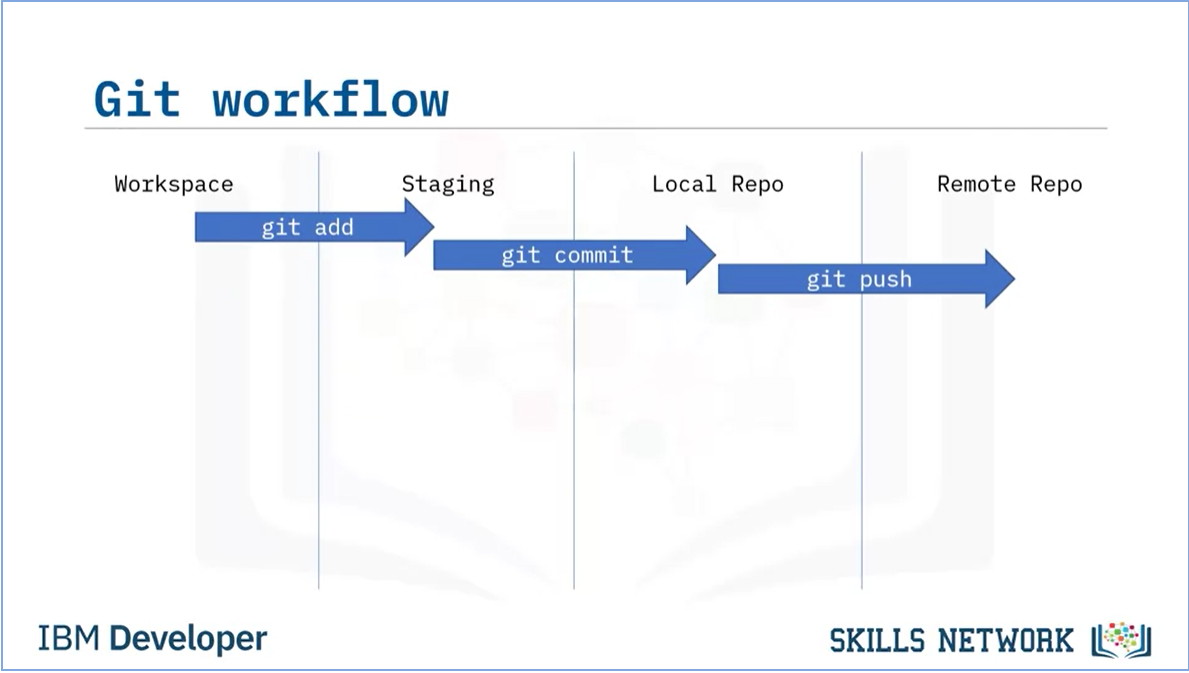 Git workflow
Workspace Staging Local Repo Remote Repo
git add
git commit
git push
IBM Developer SKILLS NETWORK